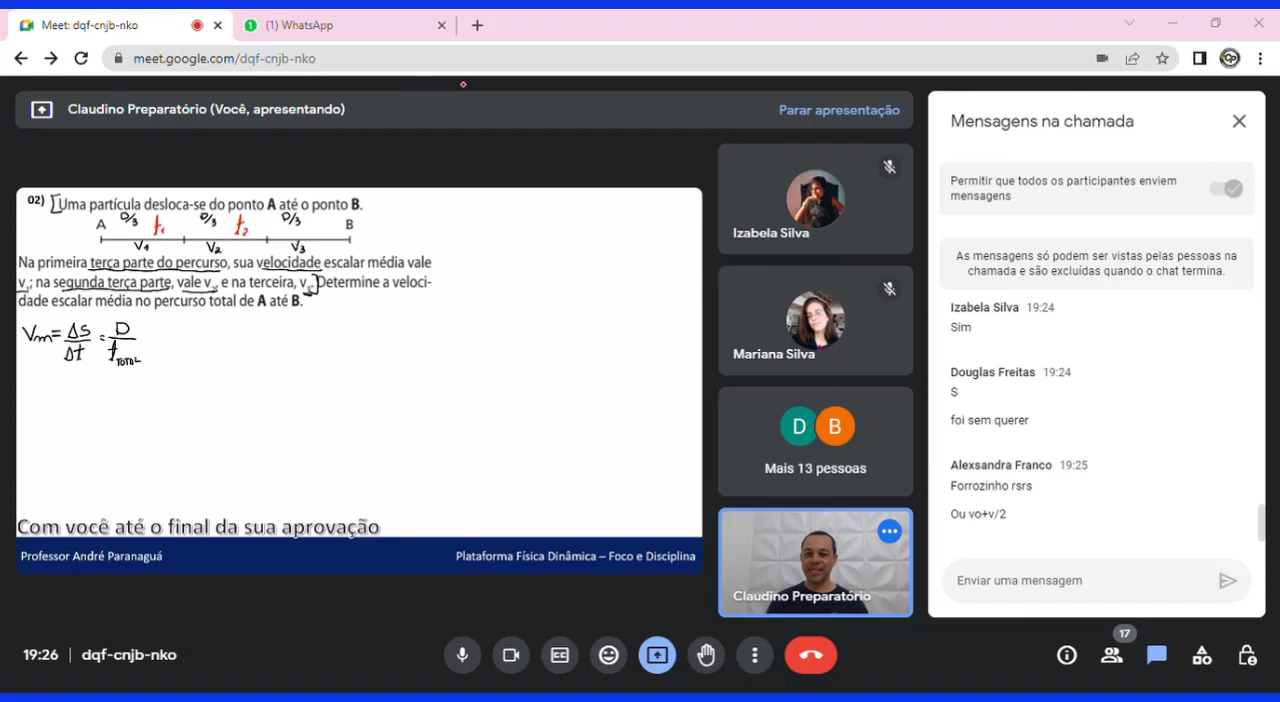 Meet: dqf-cnjb-nko
(1) WhatsApp
meet.google.com/dqf-cnjb-nko
Claudino Preparatório (Você, apresentando)
Parar apresentação
02) Uma partícula desloca-se do ponto A até o ponto B.
D/3 t₁ D/3 t₂ D/3
A B
V1 V2 V3
Na primeira terça parte do percurso, sua velocidade escalar média vale
v1; na segunda terça parte, vale v2, e na terceira, v3. Determine a veloci-
dade escalar média no percurso total de A até B.
Vm = ΔS/Δt = D/t TOTAL
Com você até o final da sua aprovação
Professor André Paranaguá
Plataforma Física Dinâmica – Foco e Disciplina
Izabela Silva
Mariana Silva
D B
Mais 13 pessoas
Claudino Preparatório
Mensagens na chamada
Permitir que todos os participantes enviem
mensagens
As mensagens só podem ser vistas pelas pessoas na
chamada e são excluídas quando o chat termina.
Izabela Silva 19:24
Sim
Douglas Freitas 19:24
S
foi sem querer
Alexsandra Franco 19:25
Forrozinho rsrs
Ou vo+v/2
Enviar uma mensagem
19:26 | dqf-cnjb-nko
17